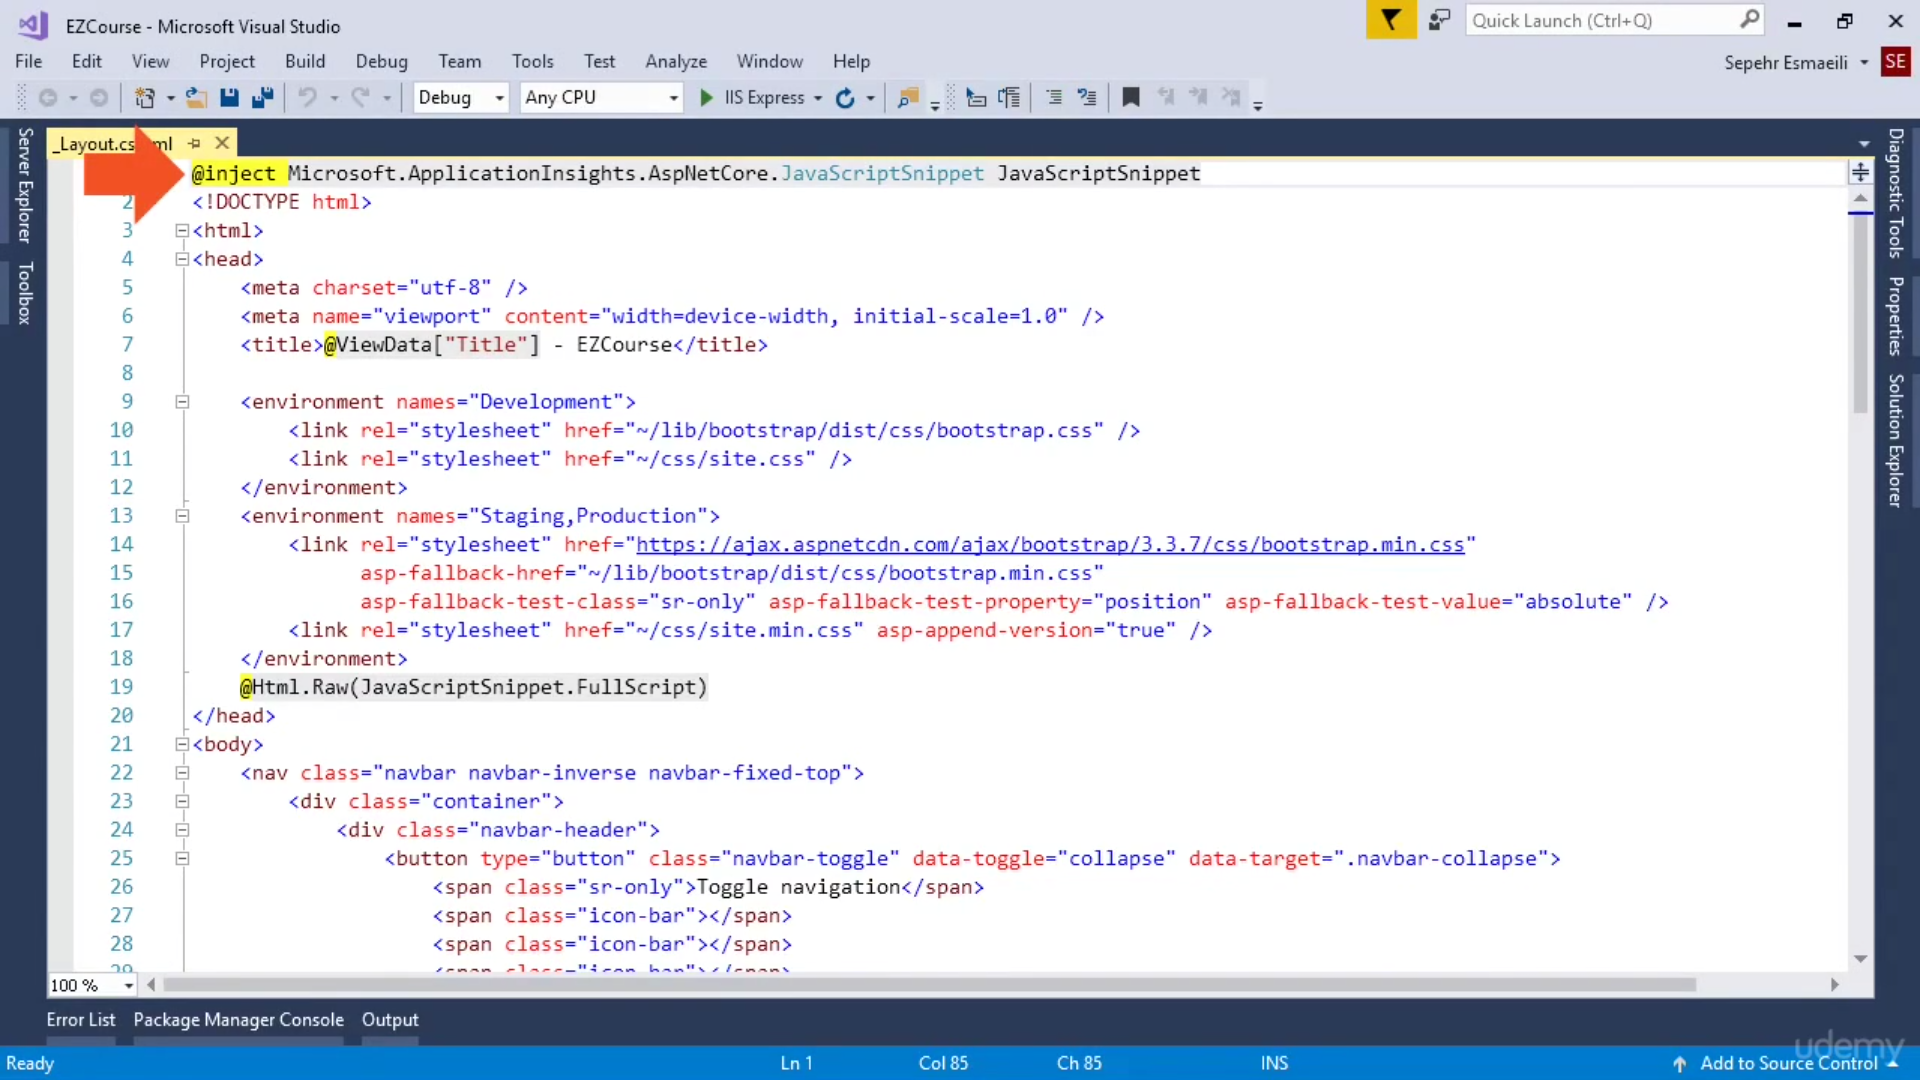 EZCourse - Microsoft Visual Studio
Quick Launch (Ctrl+Q)
File Edit View Project Build Debug Team Tools Test Analyze Window Help
Sepehr Esmaeili SE
Debug Any CPU IIS Express
Server Explorer
Toolbox
Diagnostic Tools
Properties
Solution Explorer
_Layout.cs ml
@inject Microsoft.ApplicationInsights.AspNetCore.JavaScriptSnippet JavaScriptSnippet
2 <!DOCTYPE html>
3 <html>
4 <head>
5 <meta charset="utf-8" />
6 <meta name="viewport" content="width=device-width, initial-scale=1.0" />
7 <title>@ViewData["Title"] - EZCourse</title>
8
9 <environment names="Development">
10 <link rel="stylesheet" href="~/lib/bootstrap/dist/css/bootstrap.css" />
11 <link rel="stylesheet" href="~/css/site.css" />
12 </environment>
13 <environment names="Staging,Production">
14 <link rel="stylesheet" href="https://ajax.aspnetcdn.com/ajax/bootstrap/3.3.7/css/bootstrap.min.css"
15 asp-fallback-href="~/lib/bootstrap/dist/css/bootstrap.min.css"
16 asp-fallback-test-class="sr-only" asp-fallback-test-property="position" asp-fallback-test-value="absolute" />
17 <link rel="stylesheet" href="~/css/site.min.css" asp-append-version="true" />
18 </environment>
19 @Html.Raw(JavaScriptSnippet.FullScript)
20 </head>
21 <body>
22 <nav class="navbar navbar-inverse navbar-fixed-top">
23 <div class="container">
24 <div class="navbar-header">
25 <button type="button" class="navbar-toggle" data-toggle="collapse" data-target=".navbar-collapse">
26 <span class="sr-only">Toggle navigation</span>
27 <span class="icon-bar"></span>
28 <span class="icon-bar"></span>
29 <span class="icon-bar"></span>
100 %
Error List Package Manager Console Output
Ready Ln 1 Col 85 Ch 85 INS Add to Source Control
udemy